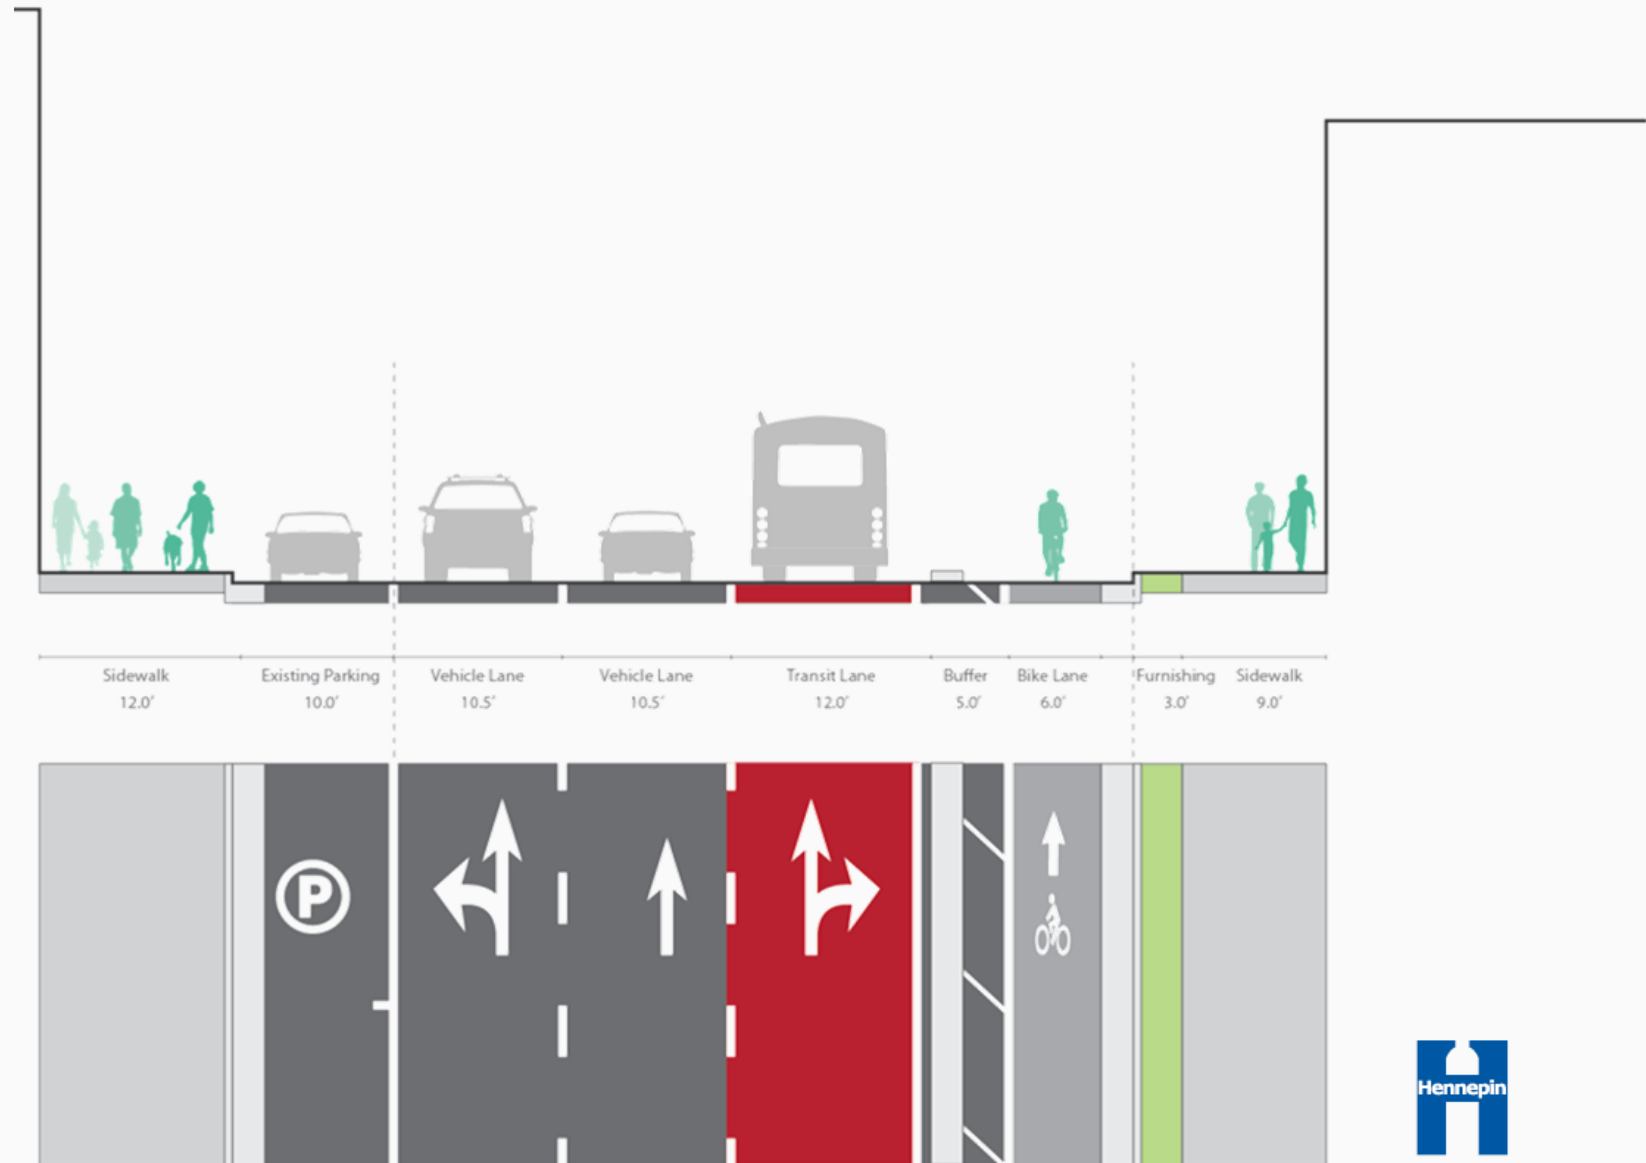 Sidewalk Existing Parking Vehicle Lane Vehicle Lane Transit Lane Buffer Bike Lane Furnishing Sidewalk
12.0' 10.0' 10.5' 10.5' 12.0' 5.0' 6.0' 3.0' 9.0'
P
Hennepin